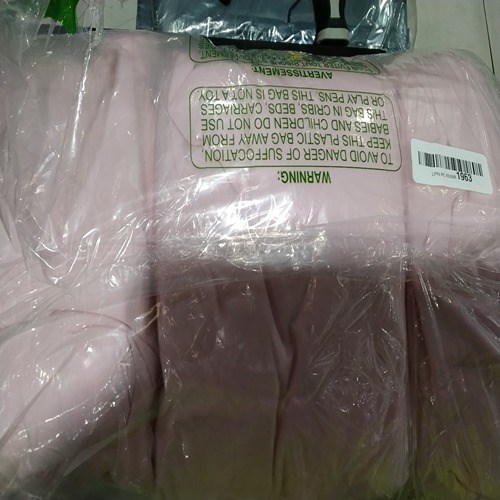 WARNING:
TO AVOID DANGER OF SUFFOCATION
KEEP THIS PLASTIC BAG AWAY FROM
BABIES AND CHILDREN DO NOT USE
THIS BAG IN CRIBS, BEDS, CARRIAGES
OR PLAY PENS. THIS BAG IS NOT A TOY
AVERTISSEMENT
1963